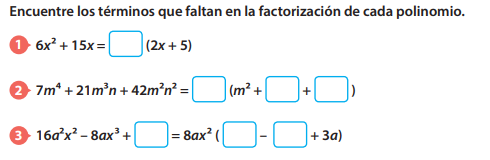 Encuentre los términos que faltan en la factorización de cada polinomio.
1 6x² + 15x = □ (2x + 5)
2 7m⁴ + 21m³n + 42m²n² = □ (m² + □ + □ )
3 16a²x² – 8ax³ + □ = 8ax² ( □ – □ + 3a)